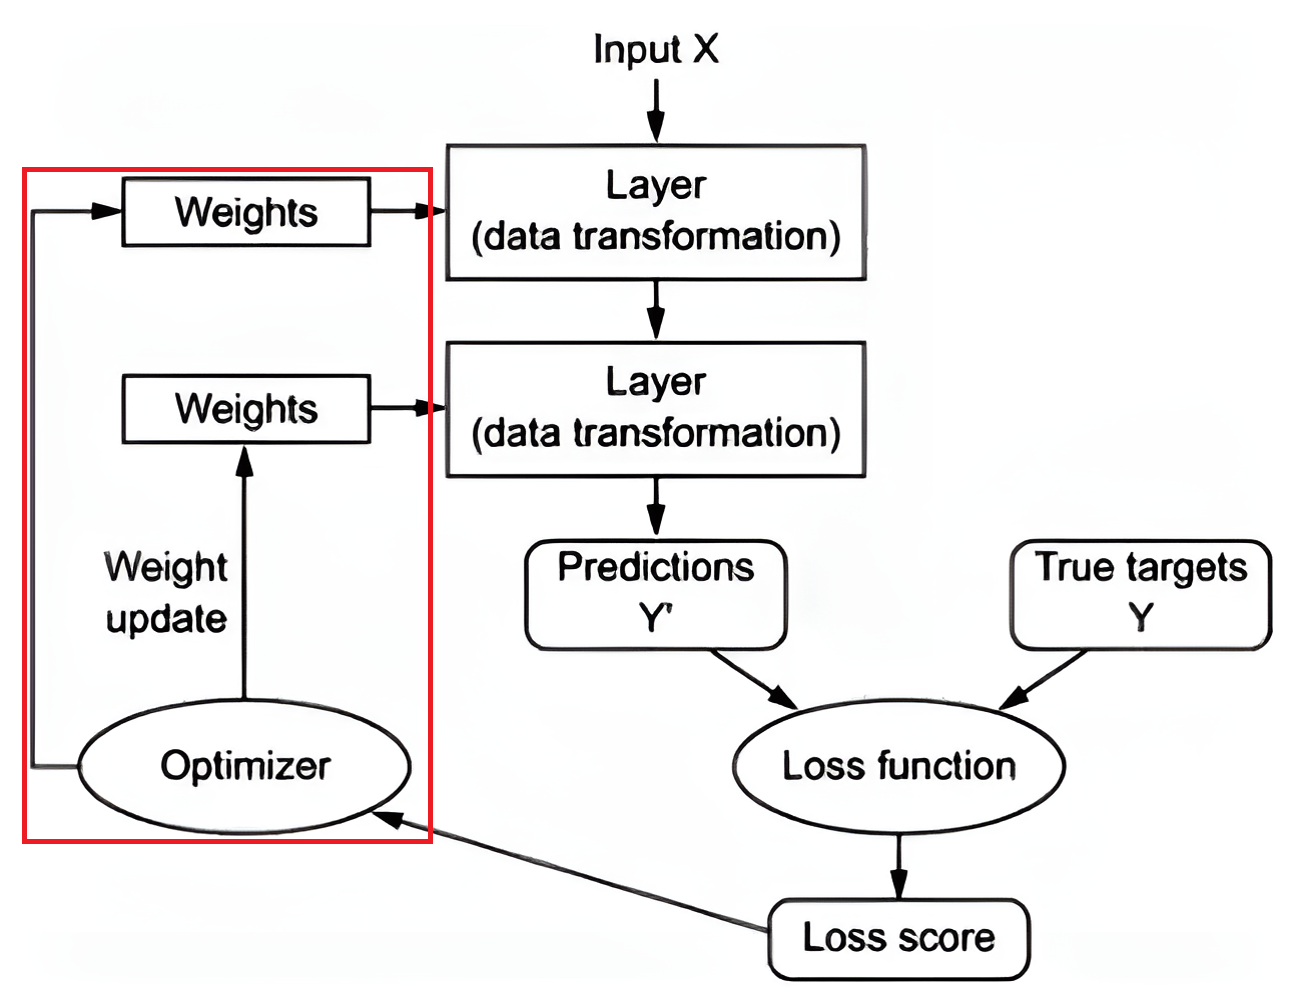 Input X
Weights
Layer
(data transformation)
Weights
Layer
(data transformation)
Weight
update
Predictions
Y'
True targets
Y
Optimizer
Loss function
Loss score